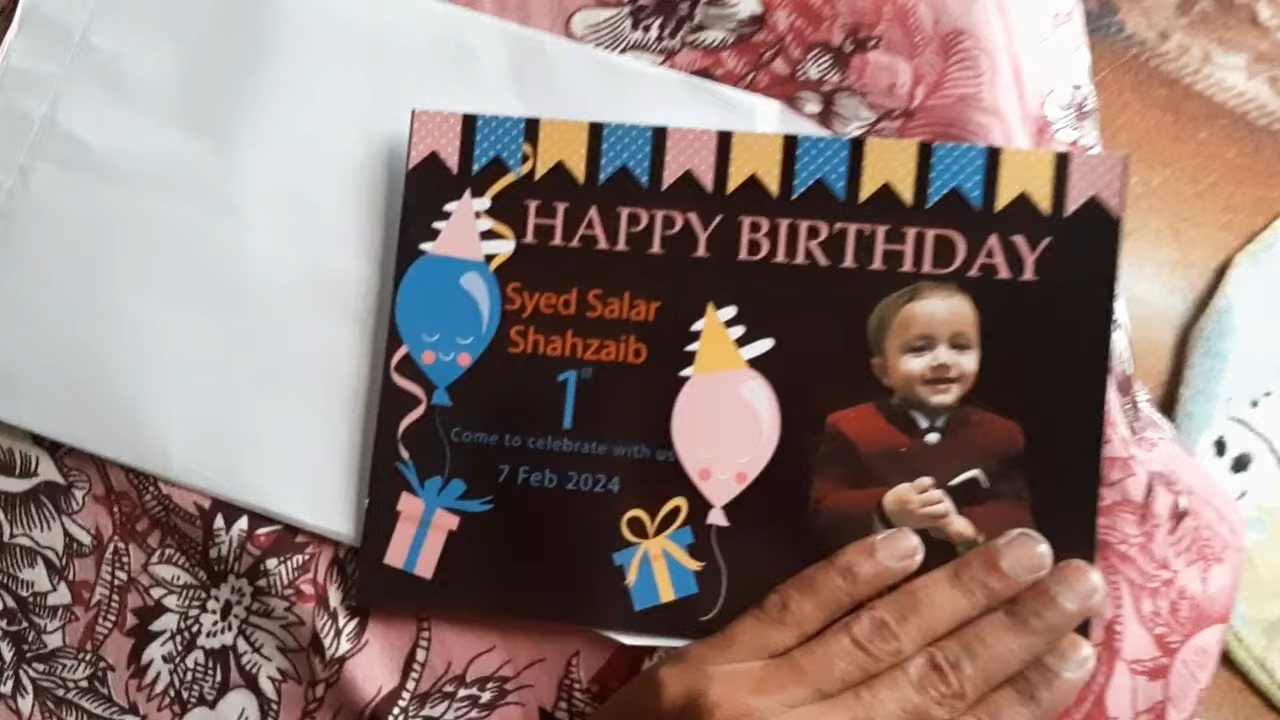 HAPPY BIRTHDAY
Syed Salar
Shahzaib
1st
Come to celebrate with us
7 Feb 2024